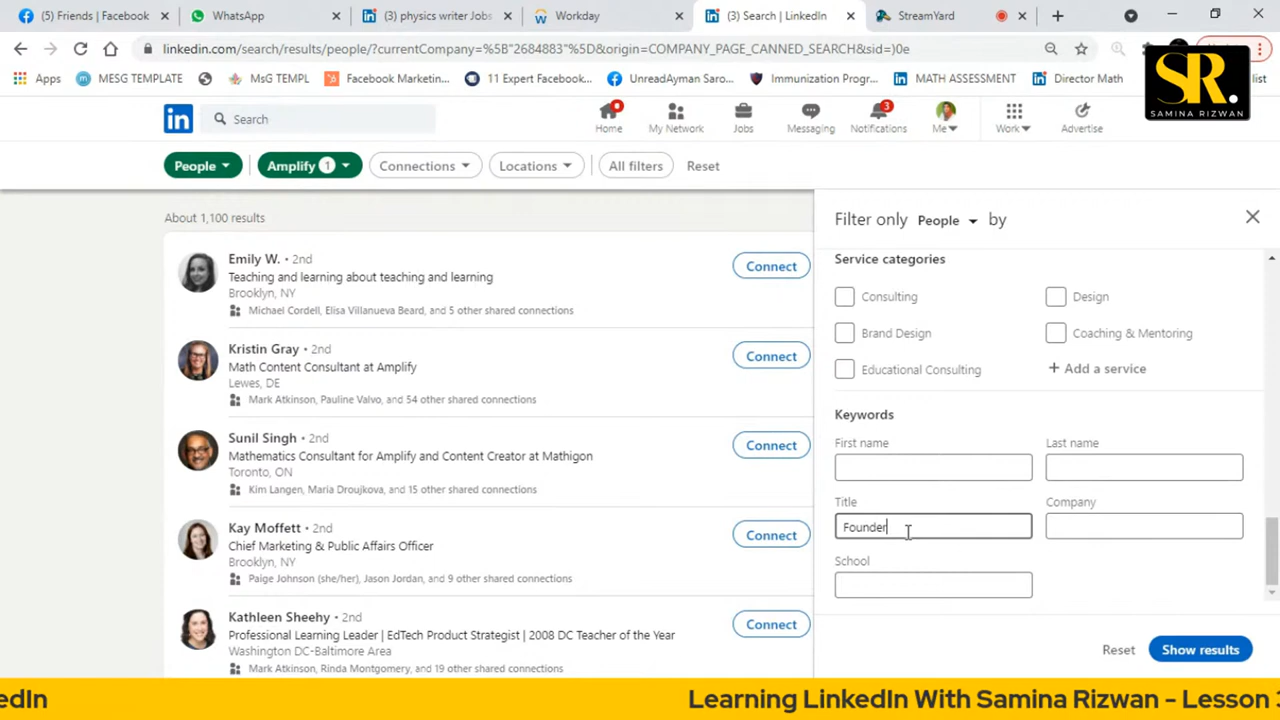 (5) Friends | Facebook
WhatsApp
(3) physics writer Jobs
Workday
(3) Search | LinkedIn
StreamYard
linkedin.com/search/results/people/?currentCompany=%5B"2684883"%5D&origin=COMPANY_PAGE_CANNED_SEARCH&sid=)0e
Apps
MESG TEMPLATE
MsG TEMPL
Facebook Marketin...
11 Expert Facebook...
UnreadAyman Saro...
Immunization Progr...
MATH ASSESSMENT
Director Math
list
SR.
SAMINA RIZWAN
in
Search
Home
My Network
Jobs
Messaging
3
Notifications
Me
Work
Advertise
People
Amplify 1
Connections
Locations
All filters
Reset
About 1,100 results
Emily W. • 2nd
Teaching and learning about teaching and learning
Brooklyn, NY
Michael Cordell, Elisa Villanueva Beard, and 5 other shared connections
Connect
Kristin Gray • 2nd
Math Content Consultant at Amplify
Lewes, DE
Mark Atkinson, Pauline Valvo, and 54 other shared connections
Connect
Sunil Singh • 2nd
Mathematics Consultant for Amplify and Content Creator at Mathigon
Toronto, ON
Kim Langen, Maria Droujkova, and 15 other shared connections
Connect
Kay Moffett • 2nd
Chief Marketing & Public Affairs Officer
Brooklyn, NY
Paige Johnson (she/her), Jason Jordan, and 9 other shared connections
Connect
Kathleen Sheehy • 2nd
Professional Learning Leader | EdTech Product Strategist | 2008 DC Teacher of the Year
Washington DC-Baltimore Area
Mark Atkinson, Rinda Montgomery, and 19 other shared connections
Connect
Filter only People by
Service categories
Consulting
Design
Brand Design
Coaching & Mentoring
Educational Consulting
+ Add a service
Keywords
First name
Last name
Title
Company
Founder
School
Reset
Show results
edIn
Learning LinkedIn With Samina Rizwan - Lesson 3